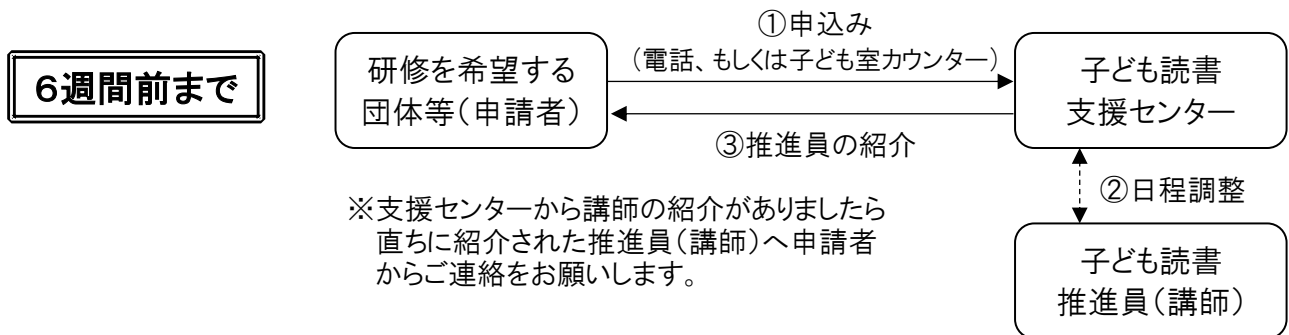 6週間前まで
研修を希望する
団体等(申請者)
①申込み
(電話、もしくは子ども室カウンター)
③推進員の紹介
子ども読書
支援センター
②日程調整
子ども読書
推進員(講師)
※支援センターから講師の紹介がありましたら
直ちに紹介された推進員(講師)へ申請者
からご連絡をお願いします。